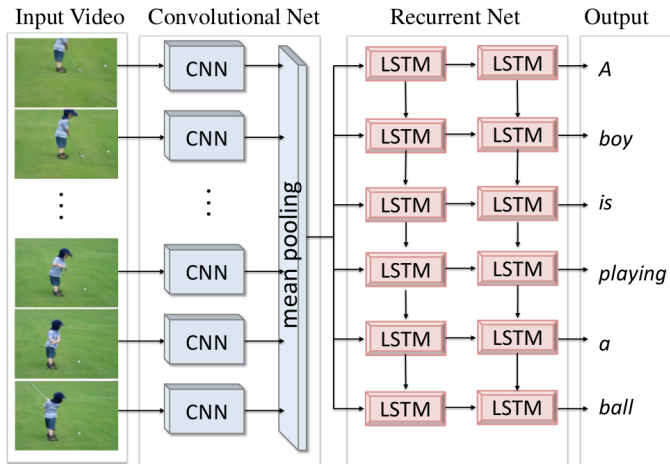 Input Video Convolutional Net Recurrent Net Output
CNN LSTM LSTM A
CNN LSTM LSTM boy
LSTM LSTM is
mean pooling
CNN LSTM LSTM playing
CNN LSTM LSTM a
CNN LSTM LSTM ball